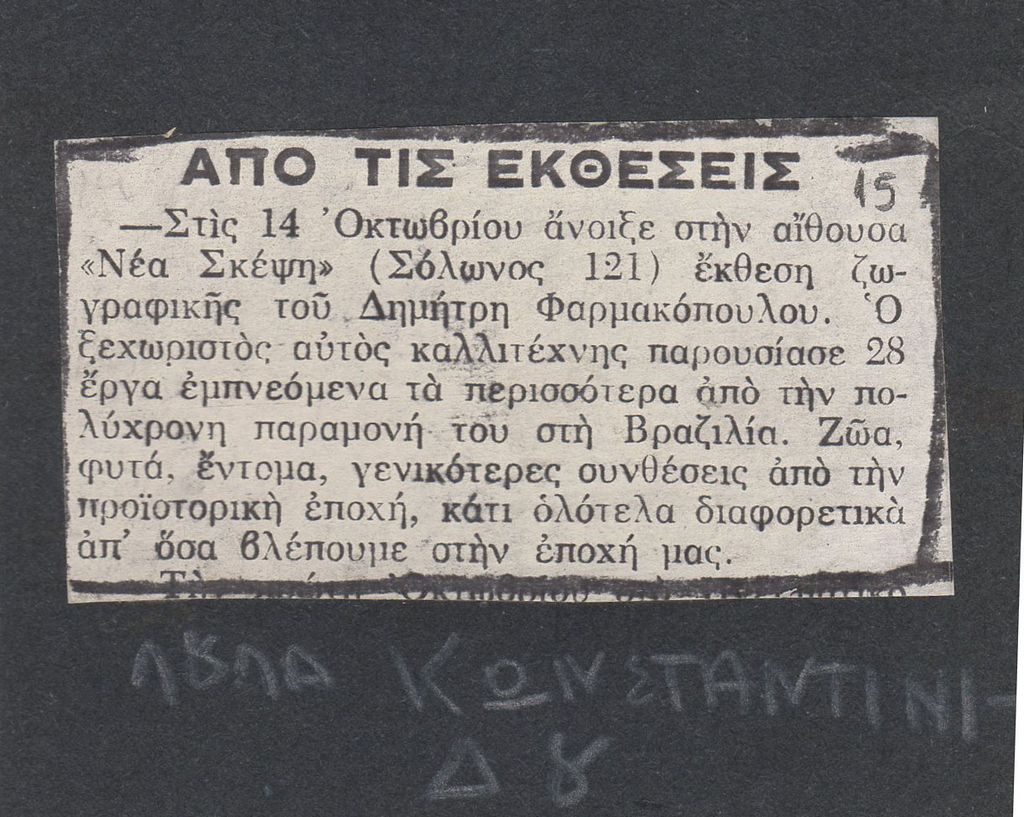 ΑΠΟ ΤΙΣ ΕΚΘΕΣΕΙΣ
15
—Στὶς 14 Ὀκτωβρίου ἄνοιξε στὴν αἴθουσα
«Νέα Σκέψη» (Σόλωνος 121) ἔκθεση ζω-
γραφικῆς τοῦ Δημήτρη Φαρμακόπουλου. Ὁ
ξεχωριστὸς αὐτὸς καλλιτέχνης παρουσίασε 28
ἔργα ἐμπνεόμενα τὰ περισσότερα ἀπὸ τὴν πο-
λύχρονη παραμονή του στὴ Βραζιλία. Ζῶα,
φυτά, ἔντομα, γενικότερες συνθέσεις ἀπὸ τὴν
προϊστορικὴ ἐποχή, κάτι ὁλότελα διαφορετικὰ
ἀπ' ὅσα βλέπουμε στὴν ἐποχή μας.
Ὀκτωβρίου
ΛȢΛΑ ΚΩΝΣΤΑΝΤΙΝΙ-
ΔȢ